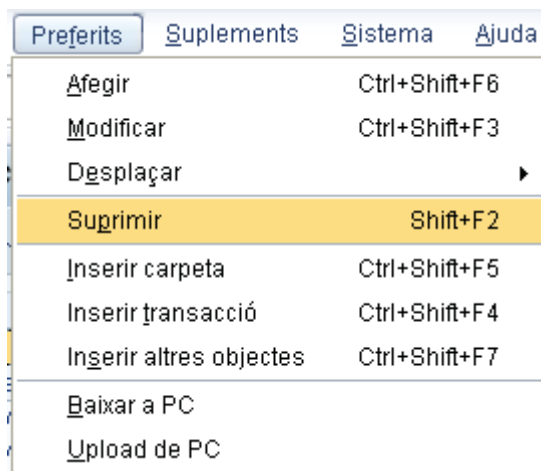 Preferits Suplements Sistema Ajuda
Afegir Ctrl+Shift+F6
Modificar Ctrl+Shift+F3
Desplaçar
Suprimir Shift+F2
Inserir carpeta Ctrl+Shift+F5
Inserir transacció Ctrl+Shift+F4
Inserir altres objectes Ctrl+Shift+F7
Baixar a PC
Upload de PC